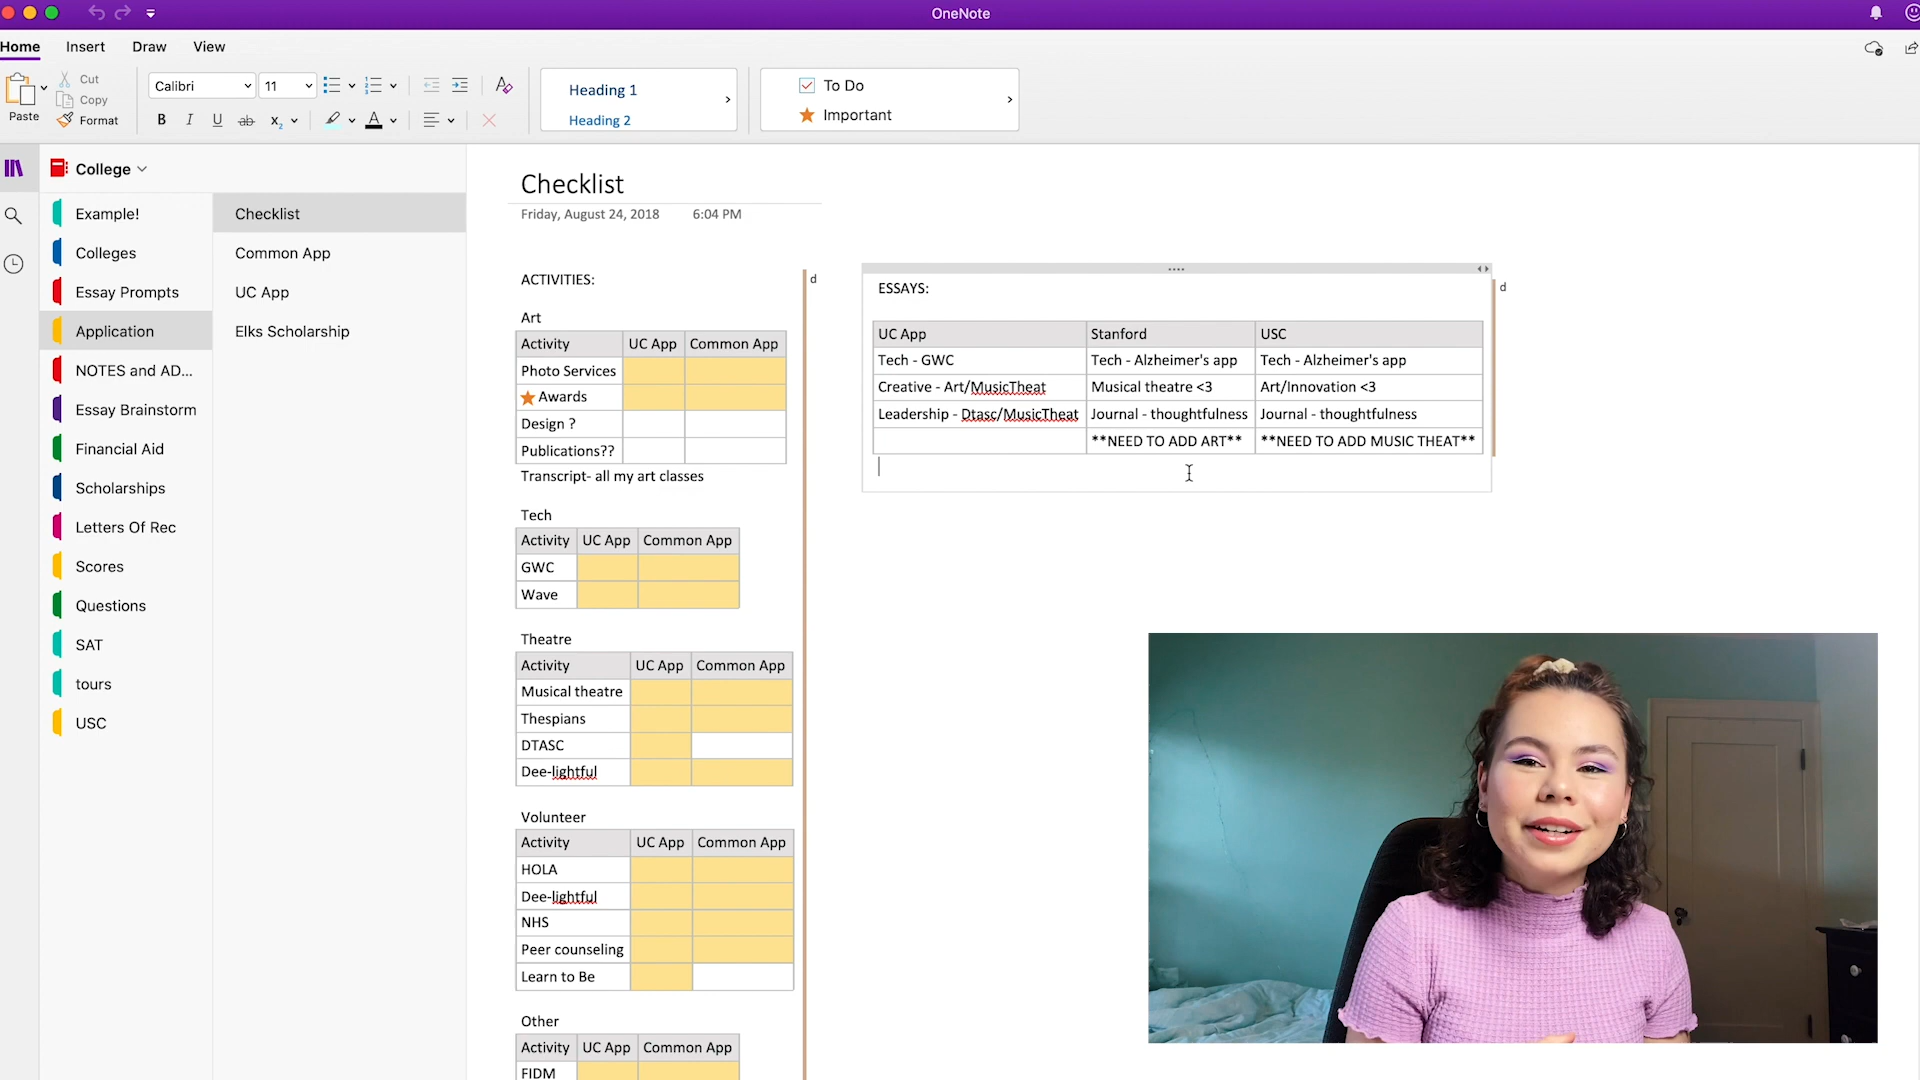 OneNote
Home Insert Draw View
Paste
Cut
Copy
Format
Calibri 11
B I U ab x2 A
Heading 1
Heading 2
To Do
Important
College
Example!
Colleges
Essay Prompts
Application
NOTES and AD...
Essay Brainstorm
Financial Aid
Scholarships
Letters Of Rec
Scores
Questions
SAT
tours
USC
Checklist
Common App
UC App
Elks Scholarship
Checklist
Friday, August 24, 2018 6:04 PM
ACTIVITIES:
d
Art
Activity UC App Common App
Photo Services
Awards
Design ?
Publications??
Transcript- all my art classes
Tech
Activity UC App Common App
GWC
Wave
Theatre
Activity UC App Common App
Musical theatre
Thespians
DTASC
Dee-lightful
Volunteer
Activity UC App Common App
HOLA
Dee-lightful
NHS
Peer counseling
Learn to Be
Other
Activity UC App Common App
FIDM
ESSAYS:
d
UC App Stanford USC
Tech - GWC Tech - Alzheimer's app Tech - Alzheimer's app
Creative - Art/MusicTheat Musical theatre <3 Art/Innovation <3
Leadership - Dtasc/MusicTheat Journal - thoughtfulness Journal - thoughtfulness
**NEED TO ADD ART** **NEED TO ADD MUSIC THEAT**